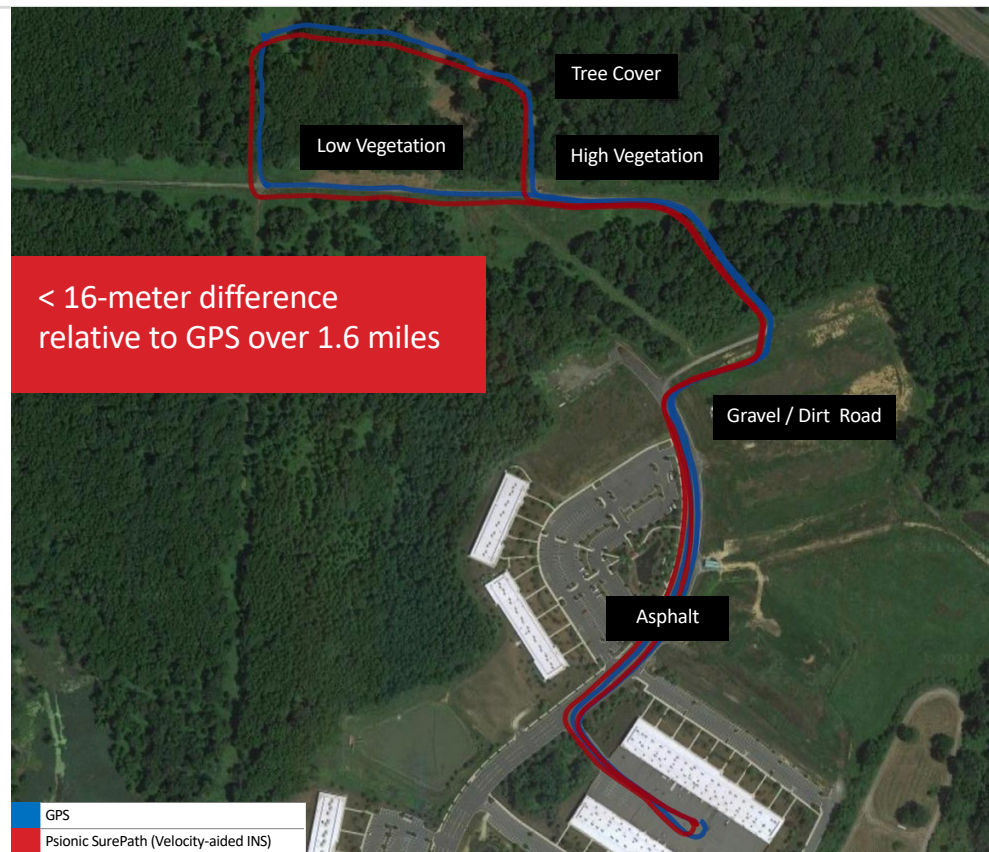 Tree Cover
Low Vegetation
High Vegetation
< 16-meter difference
relative to GPS over 1.6 miles
Gravel / Dirt Road
Asphalt
GPS
Psionic SurePath (Velocity-aided INS)